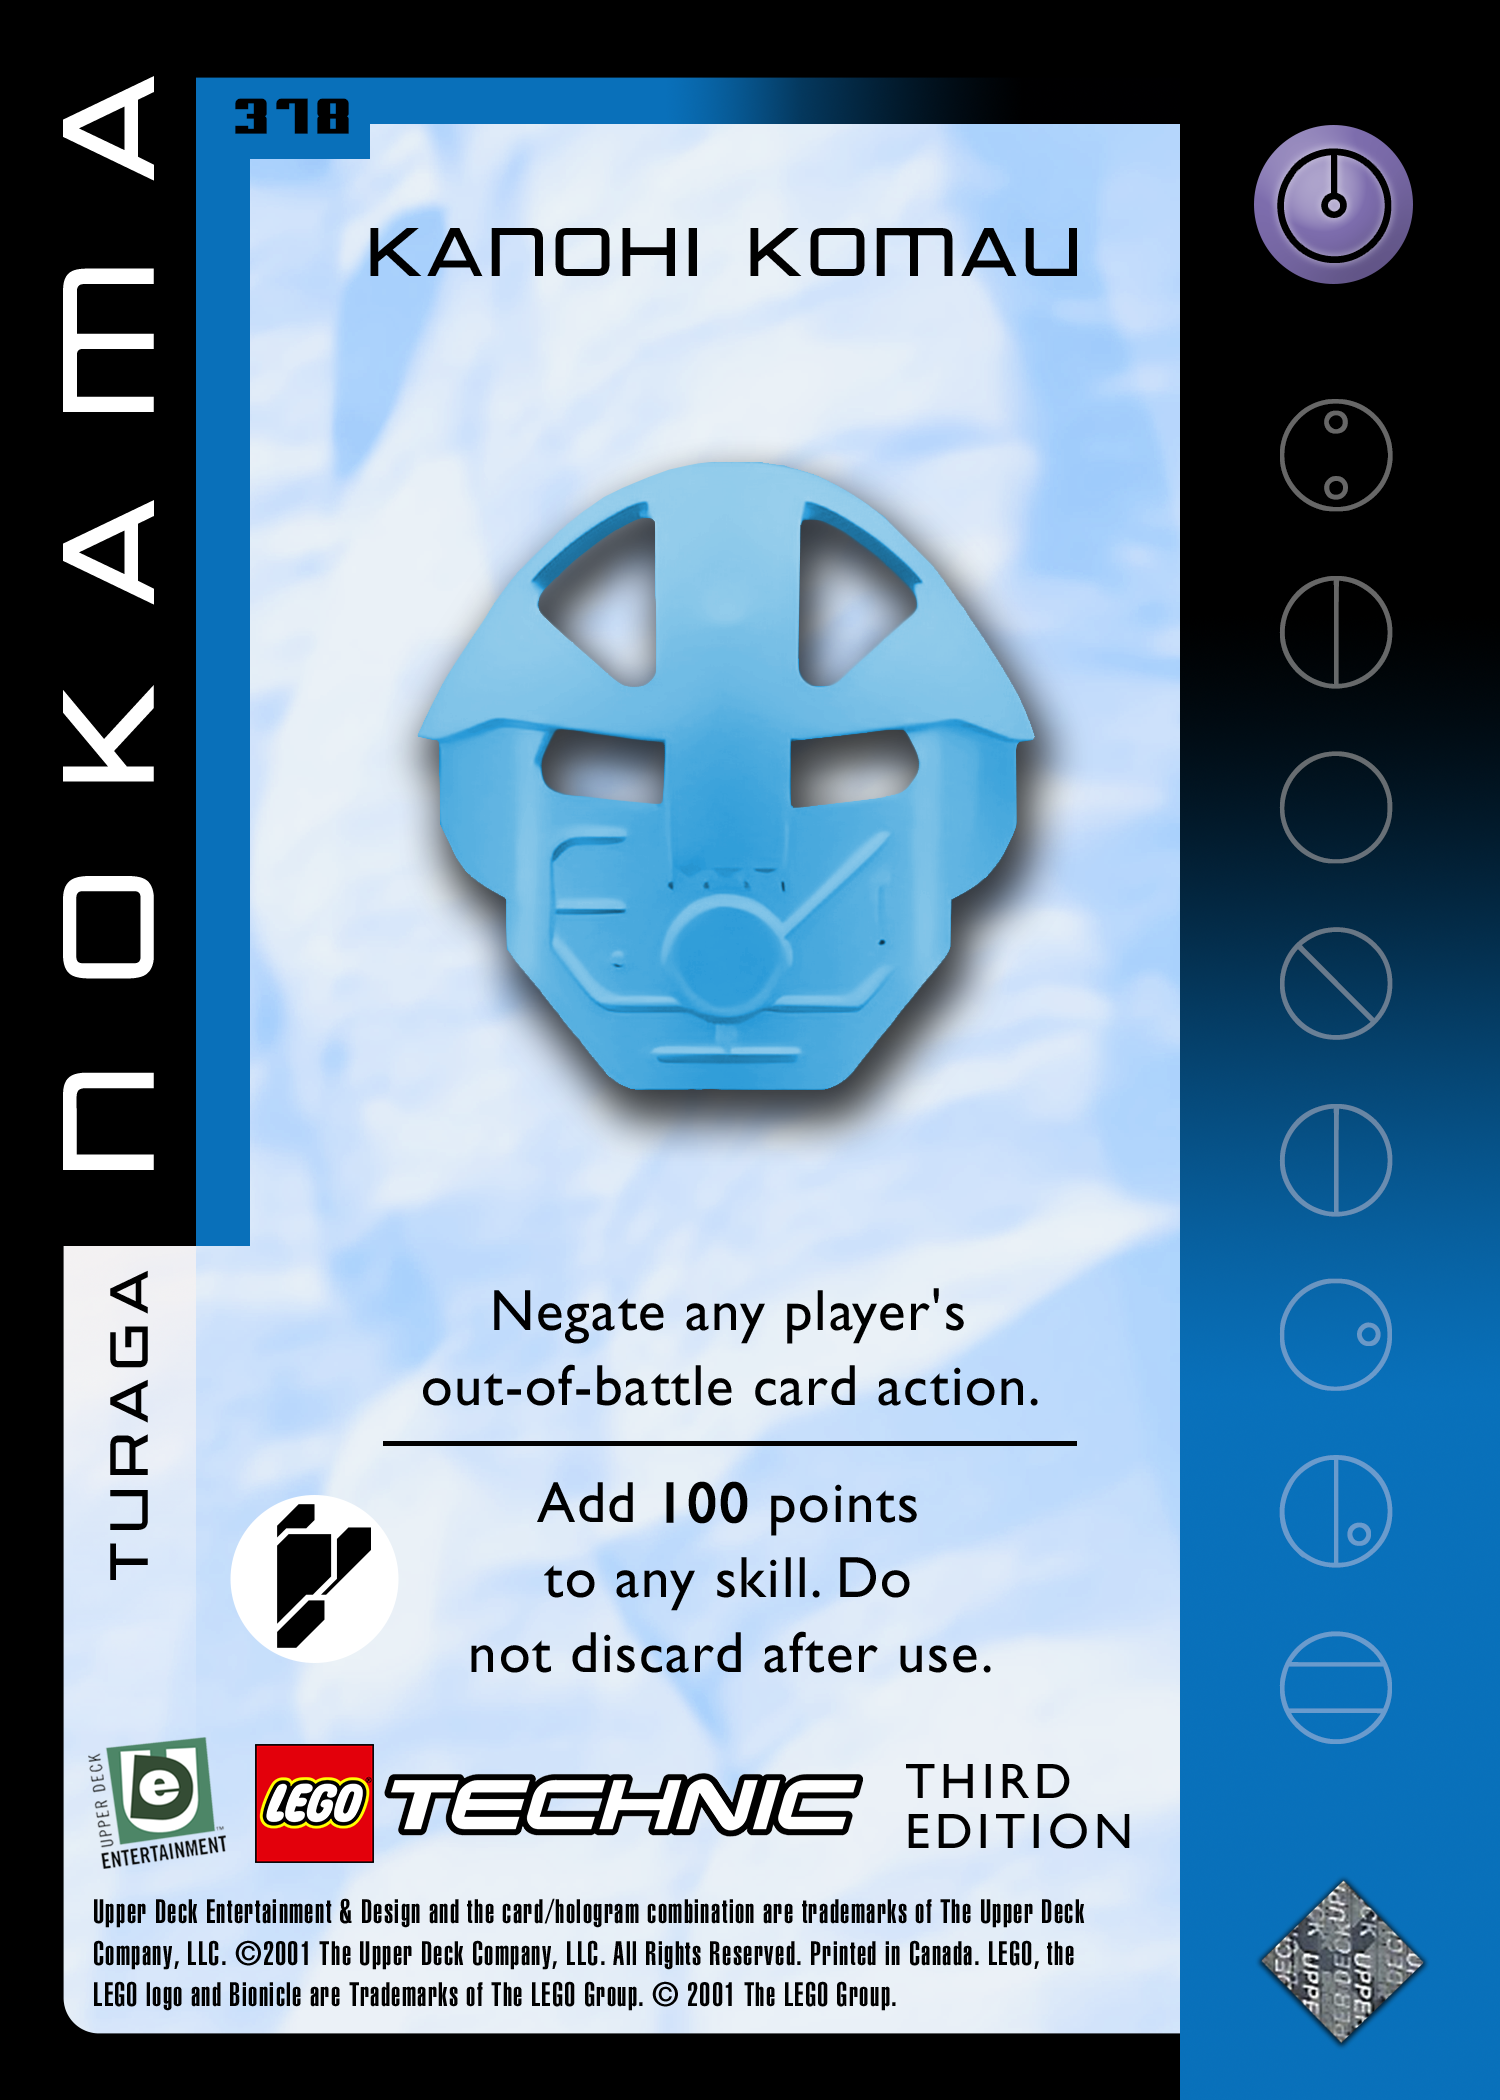 NOKAMA
TURAGA
378
KANOHI KOMAU
Negate any player's
out-of-battle card action.
Add 100 points
to any skill. Do
not discard after use.
UPPER DECK
e
ENTERTAINMENT™
LEGO TECHNIC
THIRD
EDITION
Upper Deck Entertainment & Design and the card/hologram combination are trademarks of The Upper Deck
Company, LLC. ©2001 The Upper Deck Company, LLC. All Rights Reserved. Printed in Canada. LEGO, the
LEGO logo and Bionicle are Trademarks of The LEGO Group. © 2001 The LEGO Group.